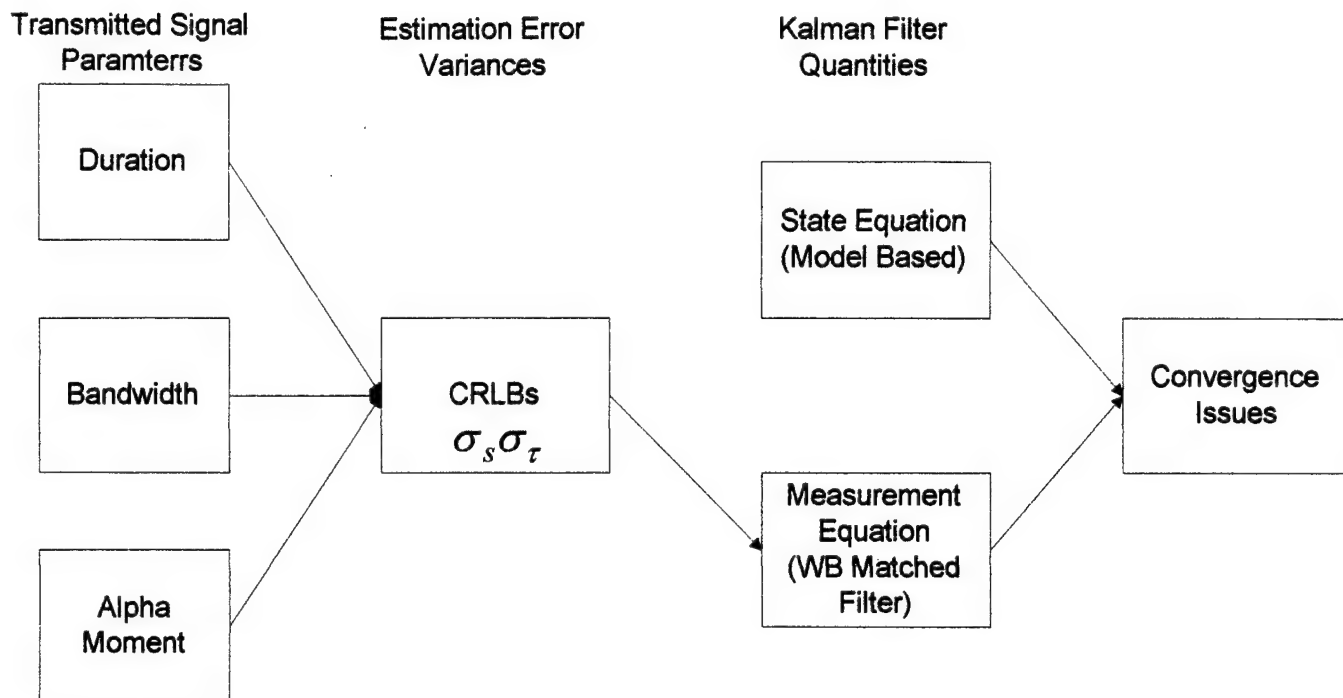 Transmitted Signal
Paramterrs
Estimation Error
Variances
Kalman Filter
Quantities
Duration
Bandwidth
Alpha
Moment
CRLBs
σ_s σ_τ
State Equation
(Model Based)
Measurement
Equation
(WB Matched
Filter)
Convergence
Issues